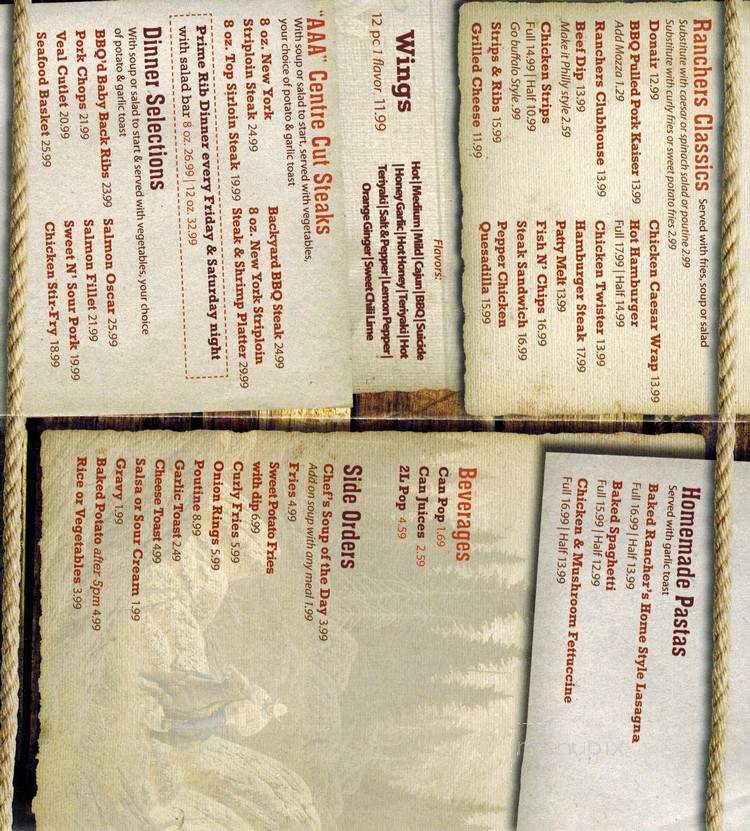 Ranchers Classics Served with fries, soup or salad
Substitute with caesar or spinach salad or poutine 2.99
Substitute with curly fries or sweet potato fries 2.99
Donair 12.99
BBQ Pulled Pork Kaiser 13.99
Add Mozza 1.29
Ranchers Clubhouse 13.99
Beef Dip 13.99
Make it Philly style 2.59
Chicken Strips
Full 14.99 | Half 10.99
Go buffalo Style .99
Strips & Ribs 15.99
Grilled Cheese 11.99
Chicken Caesar Wrap 13.99
Hot Hamburger
Full 17.99 | Half 14.99
Chicken Twister 13.99
Hamburger Steak 17.99
Patty Melt 13.99
Fish N' Chips 16.99
Steak Sandwich 16.99
Pepper Chicken
Quesadilla 15.99
Wings
12 pc 1 flavor 11.99
Flavors:
Hot | Medium | Mild | Cajun | BBQ | Suicide
| Honey Garlic | Hot Honey | Teriyaki | Hot
Teriyaki | Salt & Pepper | Lemon Pepper |
Orange Ginger | Sweet Chili Lime
"AAA" Centre Cut Steaks
With soup or salad to start, served with vegetables,
your choice of potato & garlic toast
8 oz. New York
Striploin Steak 24.99
8 oz. Top Sirloin Steak 19.99
Backyard BBQ Steak 24.99
8 oz. New York Striploin
Steak & Shrimp Platter 29.99
Prime Rib Dinner every Friday & Saturday night
with salad bar 8 oz. 26.99 | 12 oz. 32.99
Dinner Selections
With soup or salad to start & served with vegetables, your choice
of potato & garlic toast
BBQ'd Baby Back Ribs 23.99
Pork Chops 21.99
Veal Cutlet 20.99
Seafood Basket 25.99
Salmon Oscar 25.99
Salmon Filler 21.99
Sweet N' Sour Pork 19.99
Chicken Stir-Fry 18.99
Homemade Pastas
Served with garlic toast
Baked Rancher's Home Style Lasagna
Full 16.99 | Half 13.99
Baked Spaghetti
Full 15.99 | Half 12.99
Chicken & Mushroom Fettuccine
Full 16.99 | Half 13.99
Beverages
Can Pop 1.69
Can Juices 2.59
2L Pop 4.59
Side Orders
Chef's Soup of the Day 3.99
Add on soup with any meal 1.99
Fries 4.99
Sweet Potato Fries
with dip 6.99
Curly Fries 5.99
Onion Rings 5.99
Poutine 8.99
Garlic Toast 2.49
Cheese Toast 4.99
Salsa or Sour Cream 1.99
Gravy 1.99
Baked Potato after 5pm 4.99
Rice or Vegetables 3.99
menupix